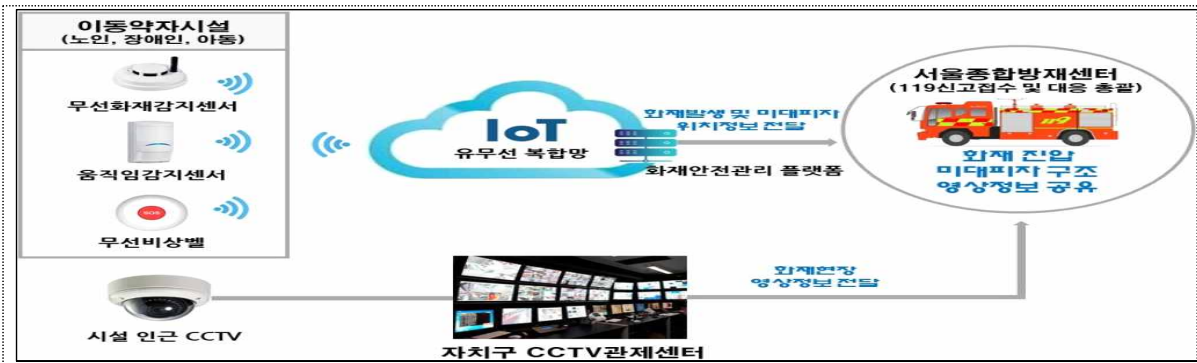 이동약자시설
(노인, 장애인, 아동)
무선화재감지센서
움직임감지센서
SOS
무선비상벨
시설 인근 CCTV
IoT
유무선 복합망
화재발생 및 미대피자
위치정보 전달
화재안전관리 플랫폼
자치구 CCTV관제센터
화재현장
영상정보 전달
서울종합방재센터
(119신고접수 및 대응 총괄)
119
화재 진압
미대피자 구조
영상정보 공유